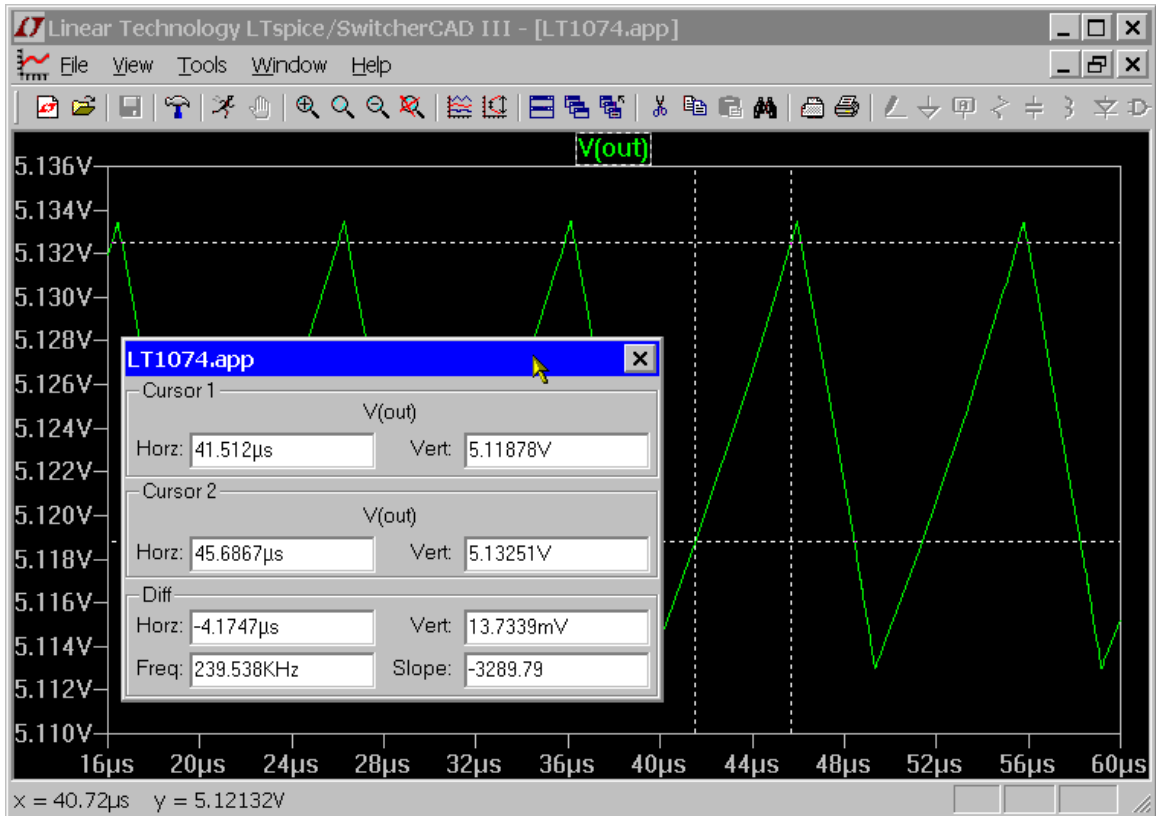 Linear Technology LTspice/SwitcherCAD III - [LT1074.app]
File View Tools Window Help
V(out)
5.136V
5.134V
5.132V
5.130V
5.128V
5.126V
5.124V
5.122V
5.120V
5.118V
5.116V
5.114V
5.112V
5.110V
LT1074.app
Cursor 1
V(out)
Horz: 41.512µs Vert: 5.11878V
Cursor 2
V(out)
Horz: 45.6867µs Vert: 5.13251V
Diff
Horz: -4.1747µs Vert: 13.7339mV
Freq: 239.538KHz Slope: -3289.79
16µs 20µs 24µs 28µs 32µs 36µs 40µs 44µs 48µs 52µs 56µs 60µs
x = 40.72µs y = 5.12132V